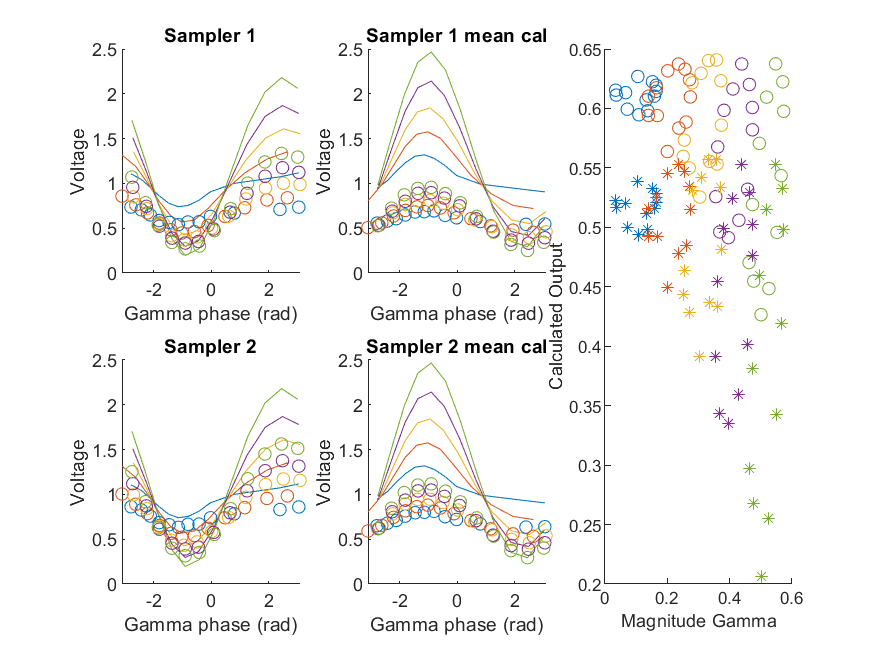 Sampler 1
2.5
2
1.5
1
0.5
0
Voltage
-2 0 2
Gamma phase (rad)
Sampler 1 mean cal
2.5
2
1.5
1
0.5
0
Voltage
-2 0 2
Gamma phase (rad)
Sampler 2
2.5
2
1.5
1
0.5
0
Voltage
-2 0 2
Gamma phase (rad)
Sampler 2 mean cal
2.5
2
1.5
1
0.5
0
Voltage
-2 0 2
Gamma phase (rad)
0.65
0.6
0.55
0.5
0.45
0.4
0.35
0.3
0.25
0.2
Calculated Output
0 0.2 0.4 0.6
Magnitude Gamma